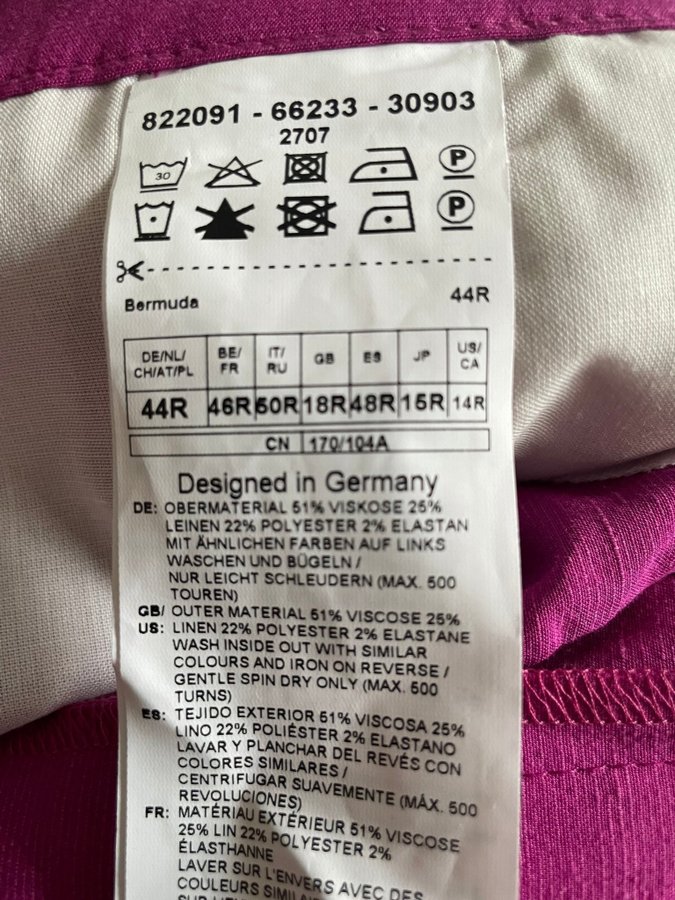 822091 - 66233 - 30903
2707
30
P
P
Bermuda 44R
DE/NL/ CH/AT/PL BE/ FR IT/ RU GB ES JP US/ CA
44R 46R 50R 18R 48R 15R 14R
CN 170/104A
Designed in Germany
DE: OBERMATERIAL 51% VISKOSE 25%
LEINEN 22% POLYESTER 2% ELASTAN
MIT ÄHNLICHEN FARBEN AUF LINKS
WASCHEN UND BÜGELN /
NUR LEICHT SCHLEUDERN (MAX. 500
TOUREN)
GB/ OUTER MATERIAL 51% VISCOSE 25%
US: LINEN 22% POLYESTER 2% ELASTANE
WASH INSIDE OUT WITH SIMILAR
COLOURS AND IRON ON REVERSE /
GENTLE SPIN DRY ONLY (MAX. 500
TURNS)
ES: TEJIDO EXTERIOR 51% VISCOSA 25%
LINO 22% POLIÉSTER 2% ELASTANO
LAVAR Y PLANCHAR DEL REVÉS CON
COLORES SIMILARES /
CENTRIFUGAR SUAVEMENTE (MÁX. 500
REVOLUCIONES)
FR: MATÉRIAU EXTÉRIEUR 51% VISCOSE
25% LIN 22% POLYESTER 2%
ÉLASTHANNE
LAVER SUR L'ENVERS AVEC DES
COULEURS